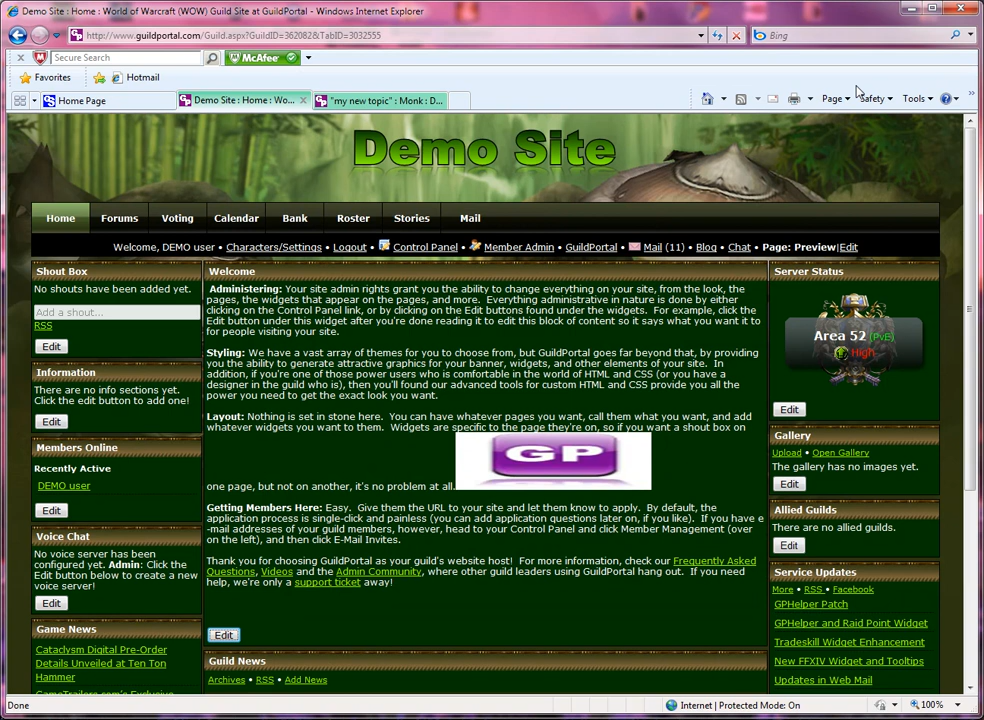 Demo Site : Home : World of Warcraft (WOW) Guild Site at GuildPortal - Windows Internet Explorer
http://www.guildportal.com/Guild.aspx?GuildID=362082&TabID=3032555
Bing
Secure Search
McAfee
Favorites
Hotmail
Home Page
Demo Site : Home : Wo...
"my new topic" : Monk : D...
Page
Safety
Tools
Demo Site
Home
Forums
Voting
Calendar
Bank
Roster
Stories
Mail
Welcome, DEMO user • Characters/Settings • Logout • Control Panel • Member Admin • GuildPortal • Mail (11) • Blog • Chat • Page: Preview|Edit
Shout Box
No shouts have been added yet.
Add a shout...
RSS
Edit
Information
There are no info sections yet.
Click the edit button to add one!
Edit
Members Online
Recently Active
DEMO user
Edit
Voice Chat
No voice server has been
configured yet. Admin: Click the
Edit button below to create a new
voice server!
Edit
Game News
Cataclysm Digital Pre-Order
Details Unveiled at Ten Ton
Hammer
GameTrailers.com's Exclusive
Welcome
Administering: Your site admin rights grant you the ability to change everything on your site, from the look, the
pages, the widgets that appear on the pages, and more. Everything administrative in nature is done by either
clicking on the Control Panel link, or by clicking on the Edit buttons found under the widgets. For example, click the
Edit button under this widget after you're done reading it to edit this block of content so it says what you want it to
for people visiting your site.
Styling: We have a vast array of themes for you to choose from, but GuildPortal goes far beyond that, by providing
you the ability to generate attractive graphics for your banner, widgets, and other elements of your site. In
addition, if you're one of those power users who is comfortable in the world of HTML and CSS (or you have a
designer in the guild who is), then you'll found our advanced tools for custom HTML and CSS provide you all the
power you need to get the exact look you want.
Layout: Nothing is set in stone here. You can have whatever pages you want, call them what you want, and add
whatever widgets you want to them. Widgets are specific to the page they're on, so if you want a shout box on
GP
one page, but not on another, it's no problem at all.
Getting Members Here: Easy. Give them the URL to your site and let them know to apply. By default, the
application process is single-click and painless (you can add application questions later on, if you like). If you have e
-mail addresses of your guild members, however, head to your Control Panel and click Member Management (over
on the left), and then click E-Mail Invites.
Thank you for choosing GuildPortal as your guild's website host! For more information, check our Frequently Asked
Questions, Videos and the Admin Community, where other guild leaders using GuildPortal hang out. If you need
help, we're only a support ticket away!
Edit
Guild News
Archives • RSS • Add News
Server Status
Area 52 (PvE)
High
Edit
Gallery
Upload • Open Gallery
The gallery has no images yet.
Edit
Allied Guilds
There are no allied guilds.
Edit
Service Updates
More • RSS • Facebook
GPHelper Patch
GPHelper and Raid Point Widget
Tradeskill Widget Enhancement
New FFXIV Widget and Tooltips
Updates in Web Mail
Done
Internet | Protected Mode: On
100%